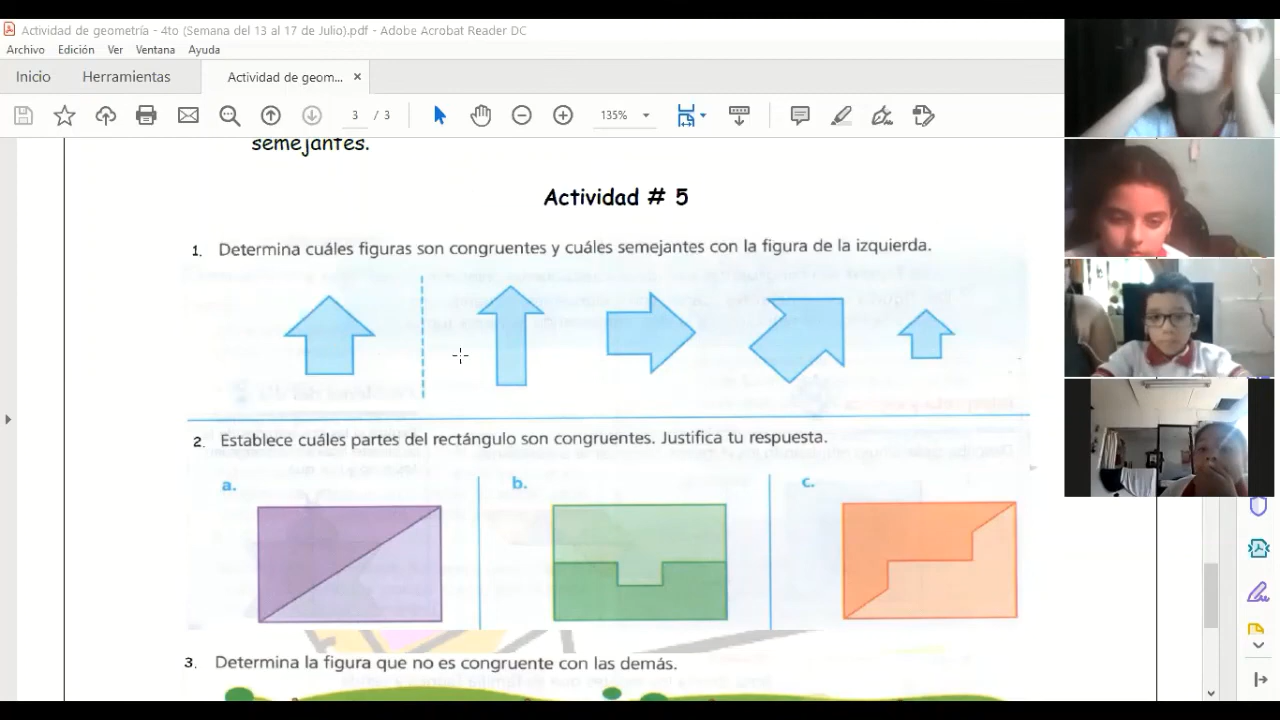 Actividad de geometría - 4to (Semana del 13 al 17 de Julio).pdf - Adobe Acrobat Reader DC
Archivo Edición Ver Ventana Ayuda
Inicio Herramientas Actividad de geom... ×
3 / 3 135%
semejantes.
Actividad # 5
1. Determina cuáles figuras son congruentes y cuáles semejantes con la figura de la izquierda.
2. Establece cuáles partes del rectángulo son congruentes. Justifica tu respuesta.
a. b. c.
3. Determina la figura que no es congruente con las demás.